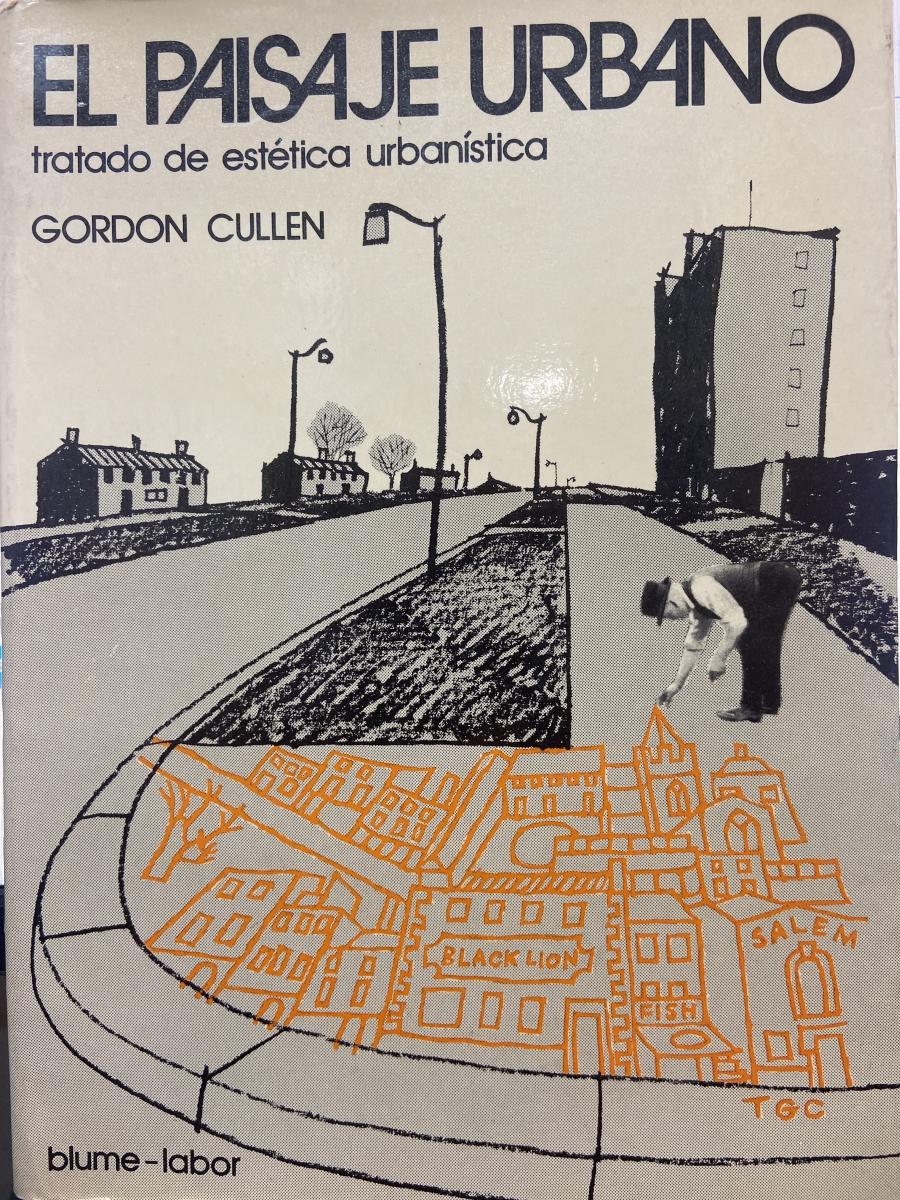 EL PAISAJE URBANO
tratado de estética urbanística
GORDON CULLEN
BLACK LION
SALEM
FISH
TGC
blume-labor